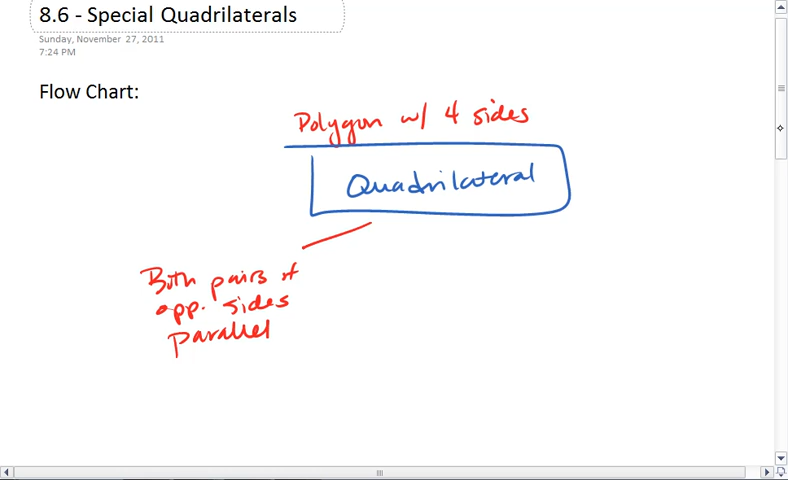 8.6 - Special Quadrilaterals
Sunday, November 27, 2011
7:24 PM
Flow Chart:
Polygon w/ 4 sides
Quadrilateral
Both pairs of
opp. sides
parallel